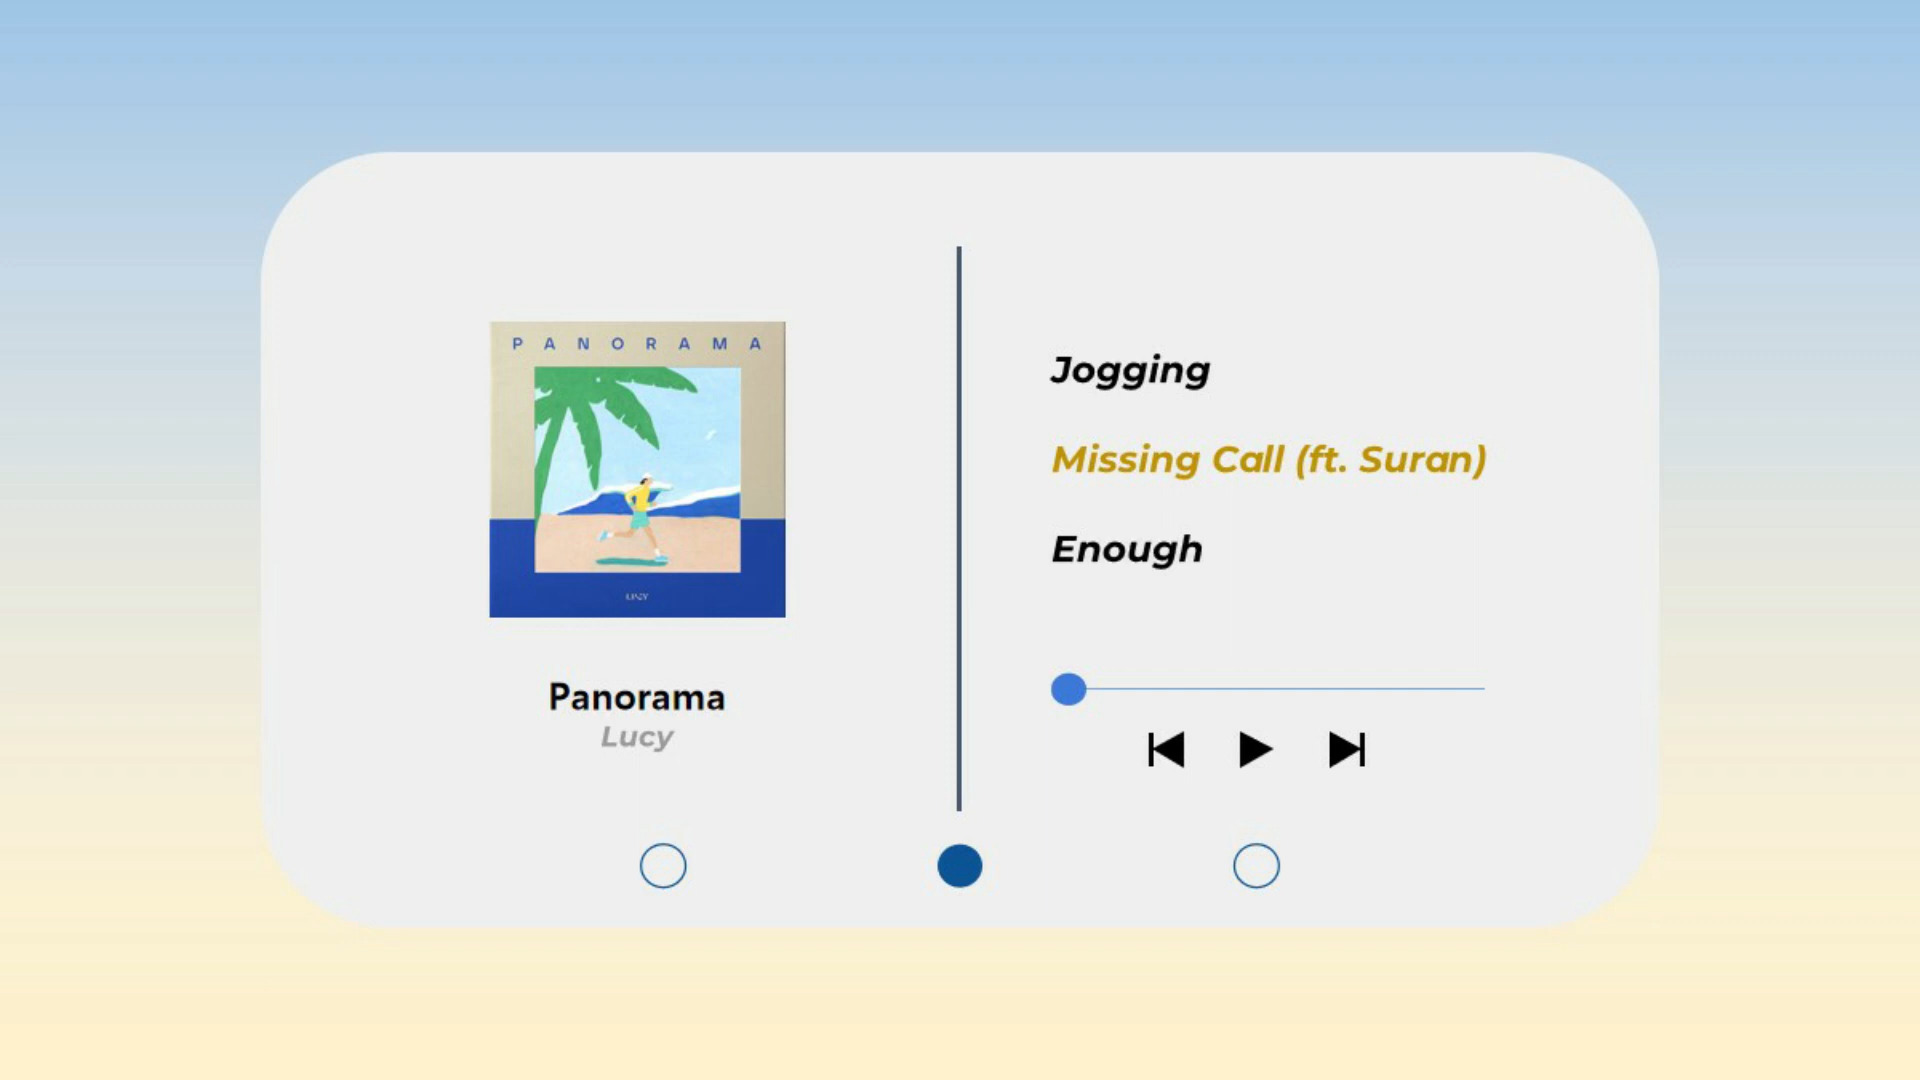 PANORAMA
Panorama
Lucy
Jogging
Missing Call (ft. Suran)
Enough